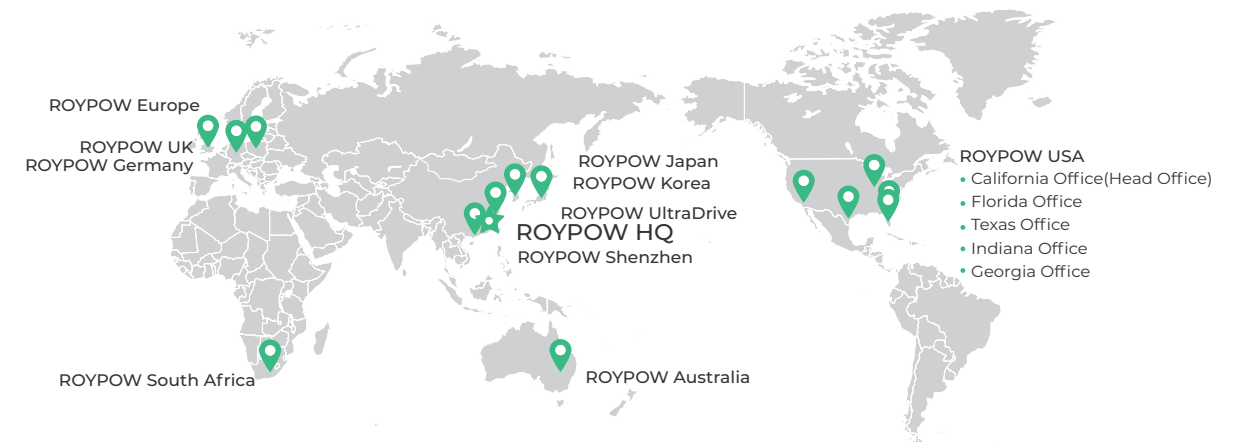 ROYPOW Europe
ROYPOW UK
ROYPOW Germany
ROYPOW South Africa
ROYPOW Japan
ROYPOW Korea
ROYPOW UltraDrive
ROYPOW HQ
ROYPOW Shenzhen
ROYPOW Australia
ROYPOW USA
• California Office(Head Office)
• Florida Office
• Texas Office
• Indiana Office
• Georgia Office